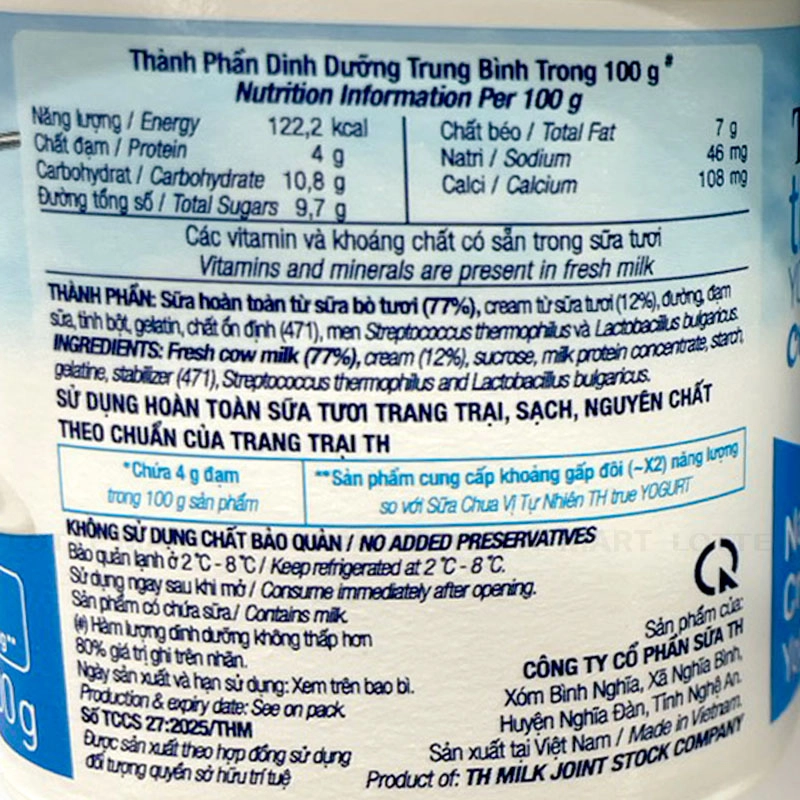 Thành Phần Dinh Dưỡng Trung Bình Trong 100 g #
Nutrition Information Per 100 g
Năng lượng / Energy 122,2 kcal
Chất đạm / Protein 4 g
Carbohydrat / Carbohydrate 10,8 g
Đường tổng số / Total Sugars 9,7 g
Chất béo / Total Fat 7 g
Natri / Sodium 46 mg
Calci / Calcium 108 mg
Các vitamin và khoáng chất có sẵn trong sữa tươi
Vitamins and minerals are present in fresh milk
THÀNH PHẦN: Sữa hoàn toàn từ sữa bò tươi (77%), cream từ sữa tươi (12%), đường, đạm
sữa, tinh bột, gelatin, chất ổn định (471), men Streptococcus thermophilus và Lactobacillus bulgaricus.
INGREDIENTS: Fresh cow milk (77%), cream (12%), sucrose, milk protein concentrate, starch,
gelatine, stabilizer (471), Streptococcus thermophilus and Lactobacillus bulgaricus.
SỬ DỤNG HOÀN TOÀN SỮA TƯƠI TRANG TRẠI, SẠCH, NGUYÊN CHẤT
THEO CHUẨN CỦA TRANG TRẠI TH
*Chứa 4 g đạm
trong 100 g sản phẩm
**Sản phẩm cung cấp khoảng gấp đôi (~X2) năng lượng
so với Sữa Chua Vị Tự Nhiên TH true YOGURT
KHÔNG SỬ DỤNG CHẤT BẢO QUẢN / NO ADDED PRESERVATIVES
Bảo quản lạnh ở 2°C - 8°C / Keep refrigerated at 2°C - 8°C.
Sử dụng ngay sau khi mở / Consume immediately after opening.
Sản phẩm có chứa sữa / Contains milk.
(#) Hàm lượng dinh dưỡng không thấp hơn
80% giá trị ghi trên nhãn.
Ngày sản xuất và hạn sử dụng: Xem trên bao bì.
Production & expiry date: See on pack.
Số TCCS 27:2025/THM
Được sản xuất theo hợp đồng sử dụng
đối tượng quyền sở hữu trí tuệ
Sản phẩm của:
CÔNG TY CỔ PHẦN SỮA TH
Xóm Bình Nghĩa, Xã Nghĩa Bình,
Huyện Nghĩa Đàn, Tỉnh Nghệ An.
Sản xuất tại Việt Nam / Made in Vietnam.
Product of: TH MILK JOINT STOCK COMPANY